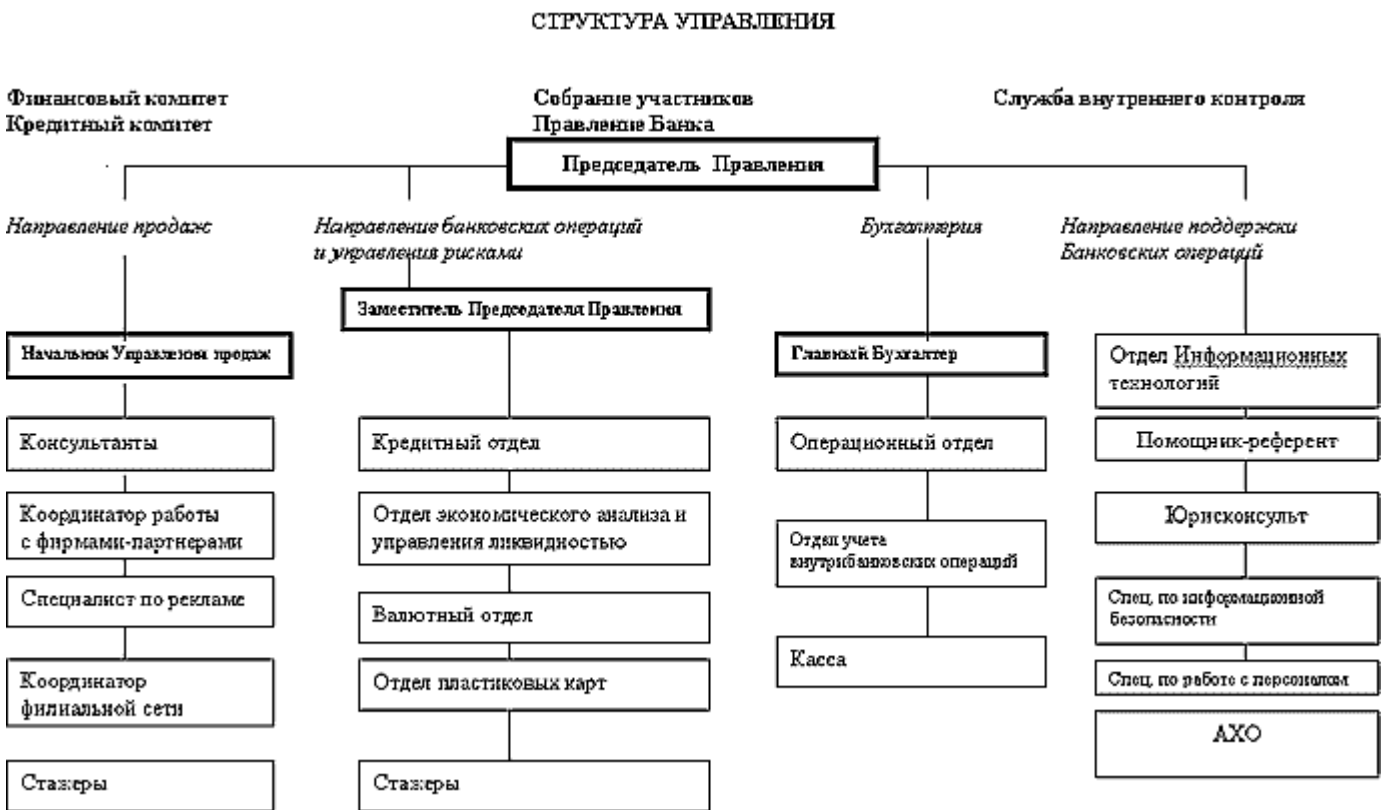 СТРУКТУРА УПРАВЛЕНИЯ
Финансовый комитет
Кредитный комитет
Собрание участников
Правление Банка
Служба внутреннего контроля
Председатель Правления
Направление продаж
Направление банковских операций
и управления рисками
Бухгалтерия
Направление поддержки
Банковских операций
Начальник Управления продаж
Консультанты
Координатор работы
с фирмами-партнерами
Специалист по рекламе
Координатор
филиальной сети
Стажеры
Заместитель Председателя Правления
Кредитный отдел
Отдел экономического анализа и
управления ликвидностью
Валютный отдел
Отдел пластиковых карт
Стажеры
Главный Бухгалтер
Операционный отдел
Отдел учета
внутрибанковских операций
Касса
Отдел Информационных
технологий
Помощник-референт
Юрисконсульт
Спец. по информационной
безопасности
Спец. по работе с персоналом
АХО